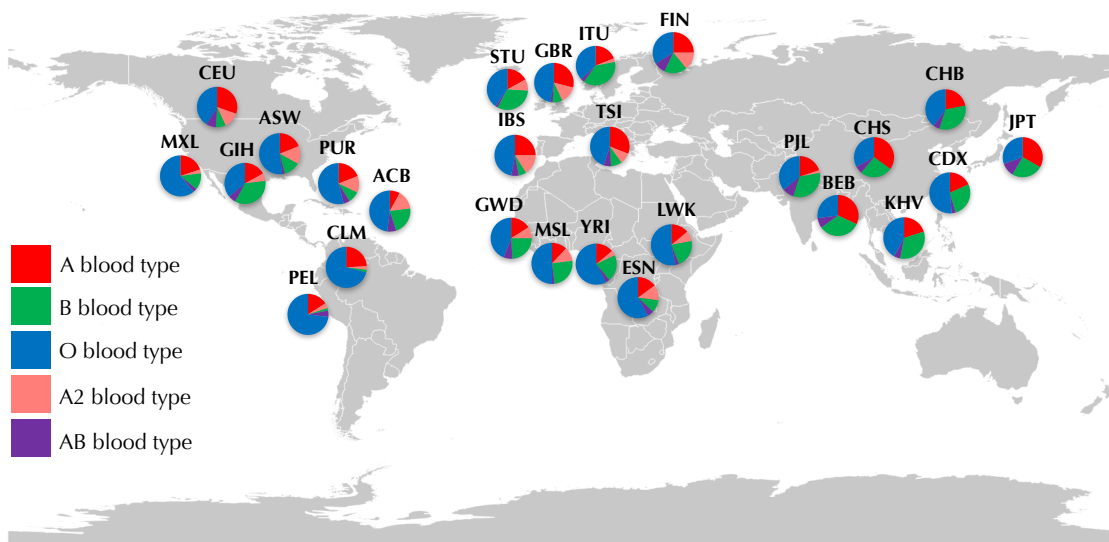 FIN
ITU
GBR
STU
CEU
CHB
ASW
IBS
TSI
MXL
GIH
PUR
PJL
CHS
JPT
CDX
ACB
BEB
GWD
MSL
YRI
LWK
KHV
CLM
ESN
PEL
A blood type
B blood type
O blood type
A2 blood type
AB blood type